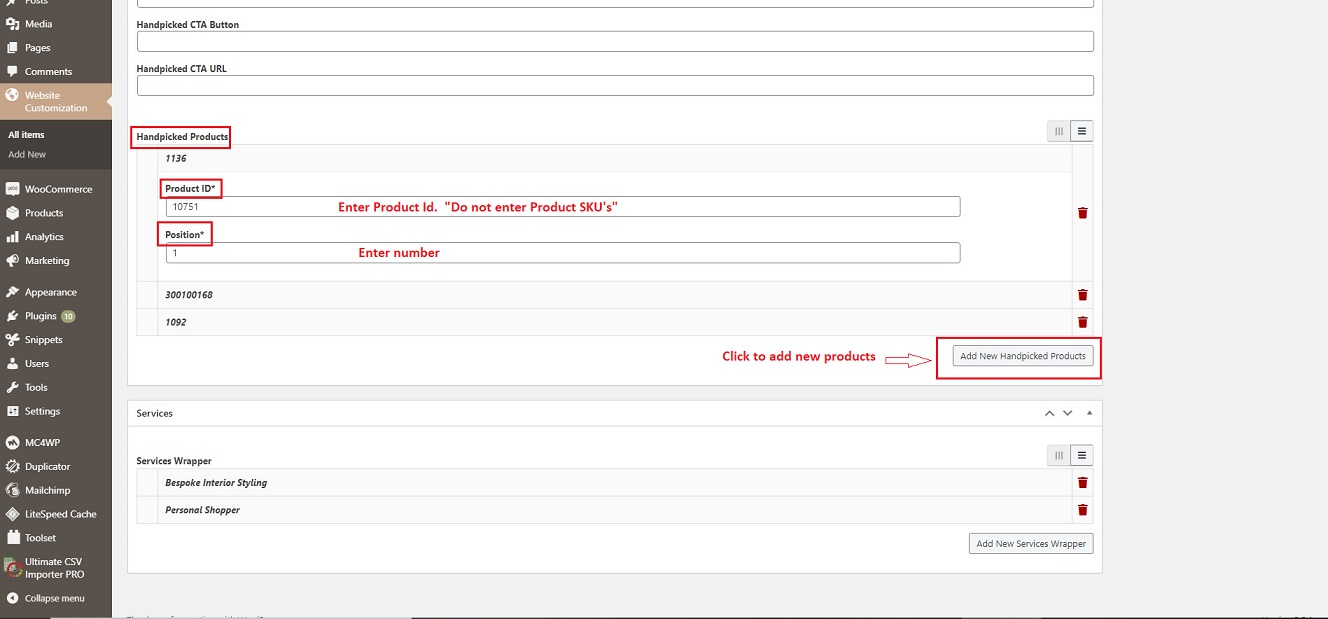 Posts
Media
Pages
Comments
Website
Customization
All items
Add New
WooCommerce
Products
Analytics
Marketing
Appearance
Plugins 10
Snippets
Users
Tools
Settings
MC4WP
Duplicator
Mailchimp
LiteSpeed Cache
Toolset
Ultimate CSV
Importer PRO
Collapse menu
Handpicked CTA Button
Handpicked CTA URL
Handpicked Products
1136
Product ID*
10751 Enter Product Id. "Do not enter Product SKU's"
Position*
1 Enter number
300100168
1092
Click to add new products
Add New Handpicked Products
Services
Services Wrapper
Bespoke Interior Styling
Personal Shopper
Add New Services Wrapper